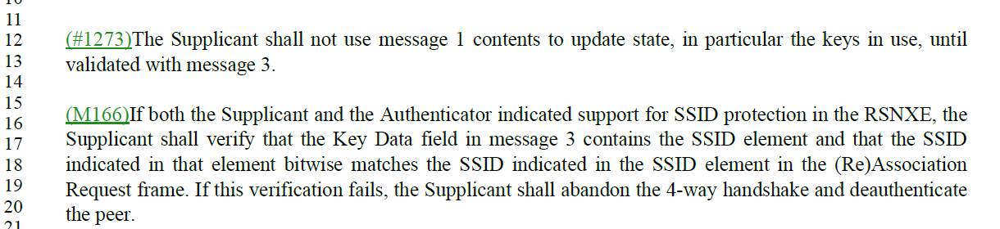 11
12 (#1273)The Supplicant shall not use message 1 contents to update state, in particular the keys in use, until
13 validated with message 3.
14
15 (M166)If both the Supplicant and the Authenticator indicated support for SSID protection in the RSNXE, the
16
17 Supplicant shall verify that the Key Data field in message 3 contains the SSID element and that the SSID
18 indicated in that element bitwise matches the SSID indicated in the SSID element in the (Re)Association
19 Request frame. If this verification fails, the Supplicant shall abandon the 4-way handshake and deauthenticate
20 the peer.